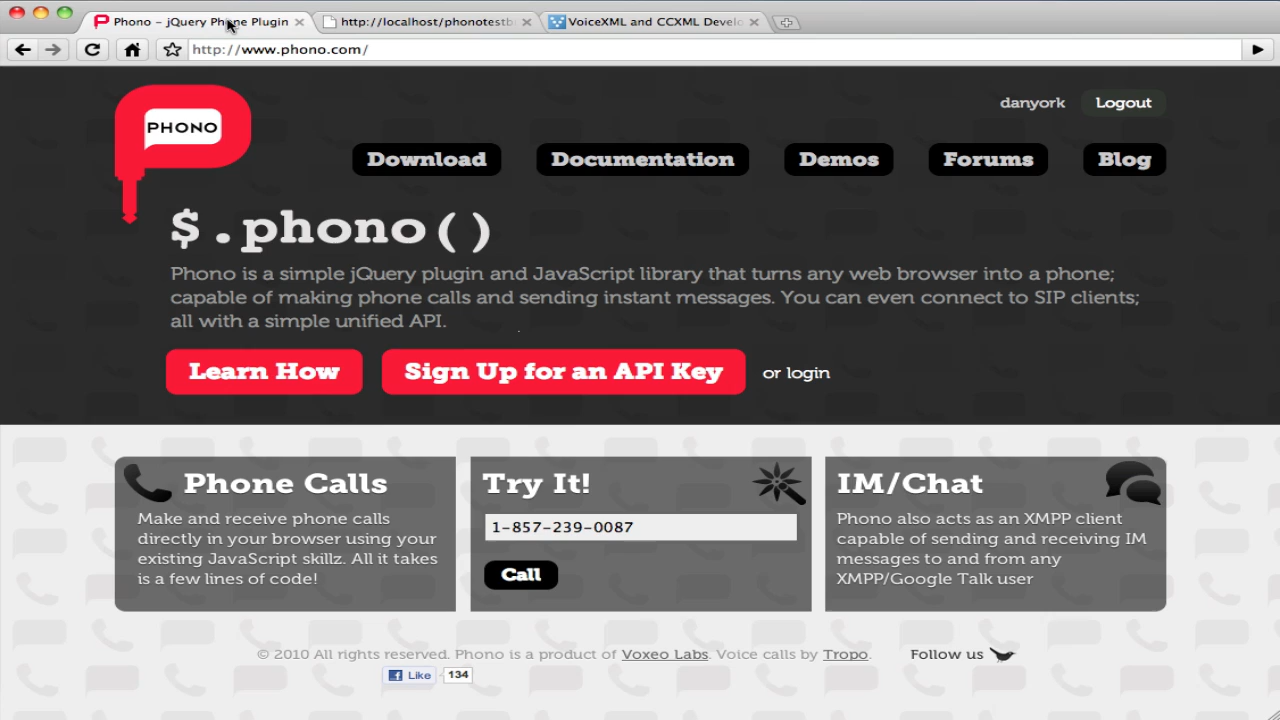 Phono - jQuery Phone Plugin
http://localhost/phonotestb
VoiceXML and CCXML Develo
http://www.phono.com/
PHONO
danyork Logout
Download Documentation Demos Forums Blog
$.phono()
Phono is a simple jQuery plugin and JavaScript library that turns any web browser into a phone;
capable of making phone calls and sending instant messages. You can even connect to SIP clients;
all with a simple unified API.
Learn How Sign Up for an API Key or login
Phone Calls
Make and receive phone calls
directly in your browser using your
existing JavaScript skillz. All it takes
is a few lines of code!
Try It!
1-857-239-0087
Call
IM/Chat
Phono also acts as an XMPP client
capable of sending and receiving IM
messages to and from any
XMPP/Google Talk user
© 2010 All rights reserved. Phono is a product of Voxeo Labs. Voice calls by Tropo. Follow us
Like 134